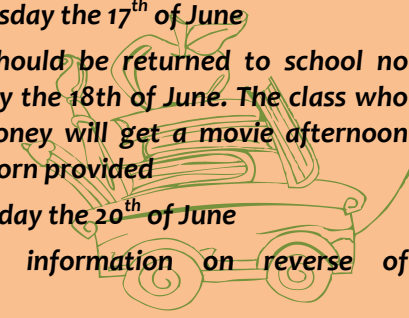 sday the 17th of June
hould be returned to school no
y the 18th of June. The class who
oney will get a movie afternoon
orn provided
day the 20th of June
information on reverse of